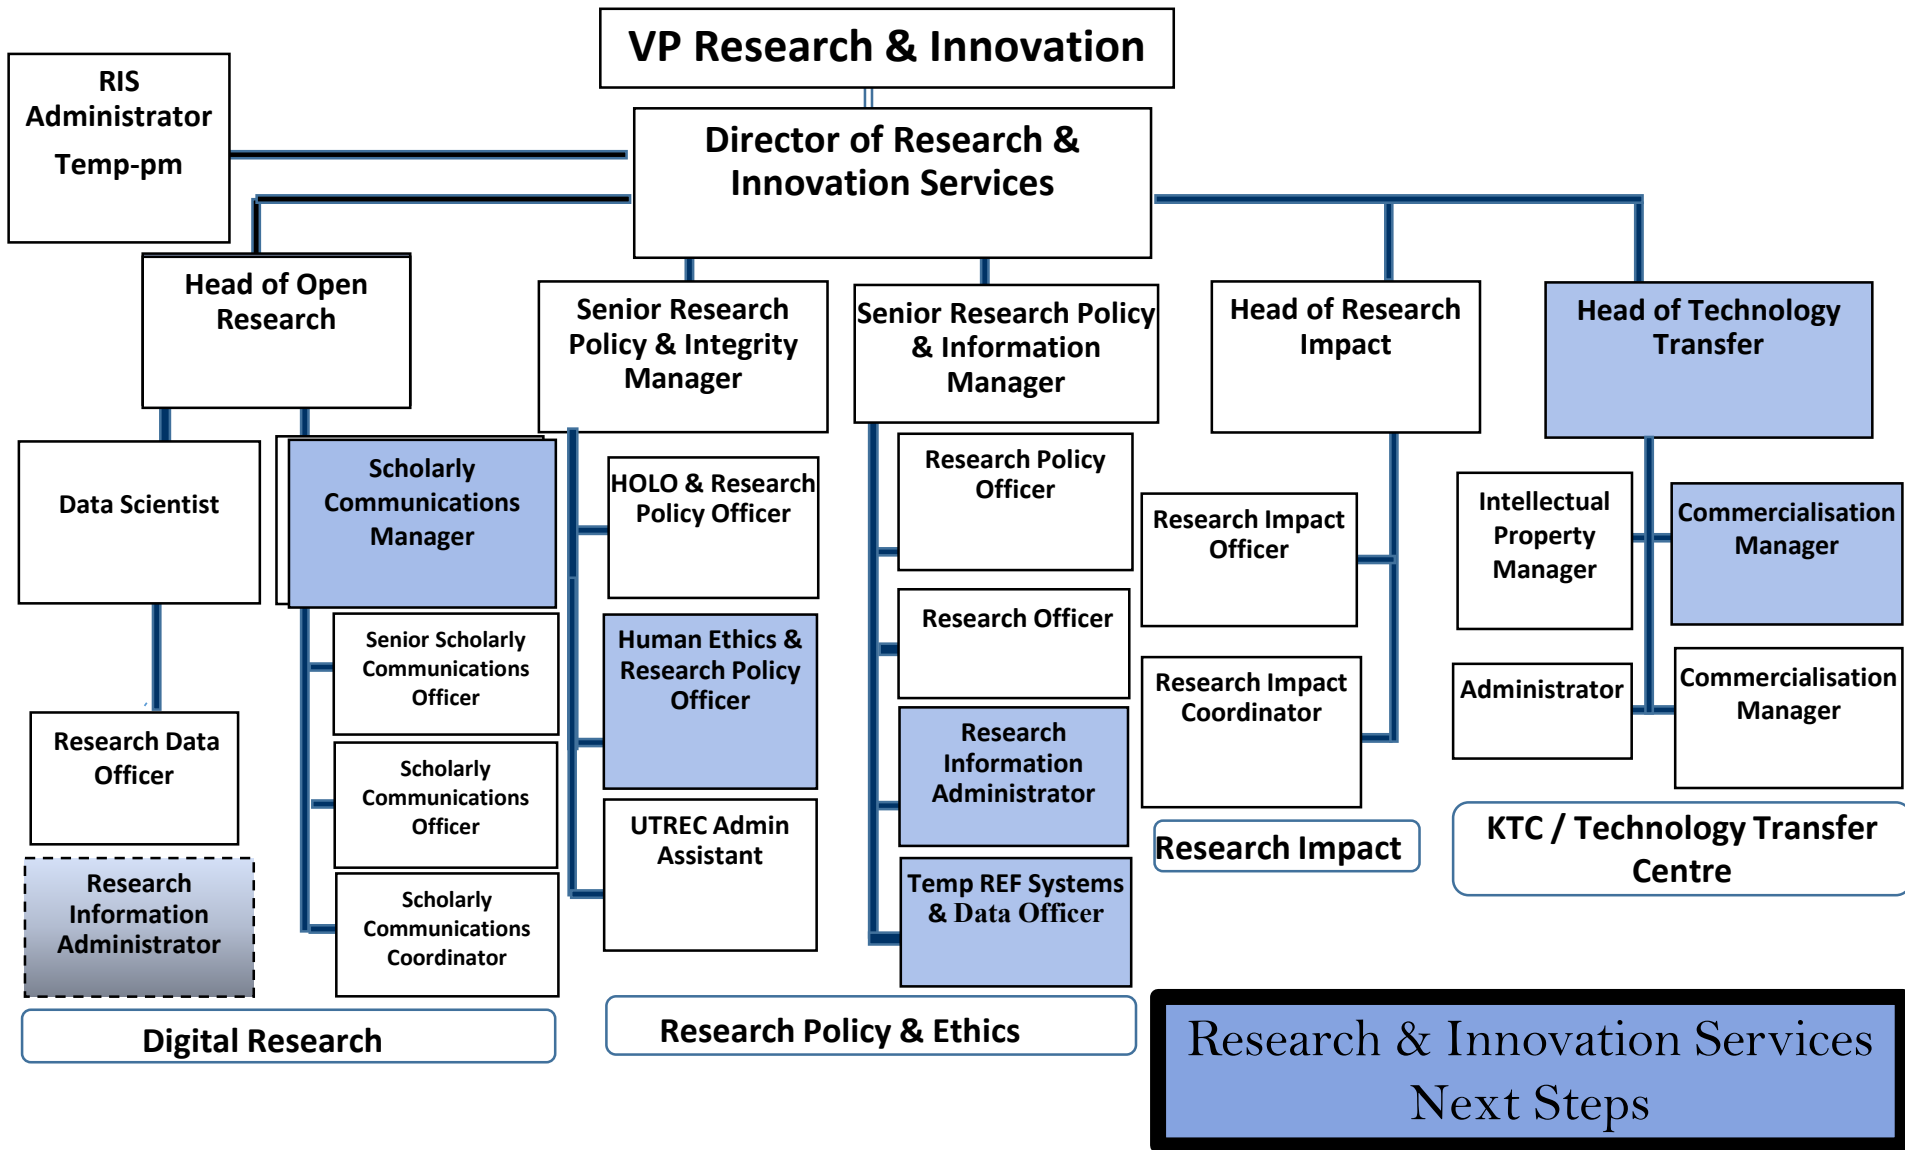 VP Research & Innovation
RIS
Administrator
Temp-pm
Director of Research &
Innovation Services
Head of Open
Research
Senior Research
Policy & Integrity
Manager
Senior Research Policy
& Information
Manager
Head of Research
Impact
Head of Technology
Transfer
Data Scientist
Scholarly
Communications
Manager
HOLO & Research
Policy Officer
Research Policy
Officer
Research Impact
Officer
Intellectual
Property
Manager
Commercialisation
Manager
Senior Scholarly
Communications
Officer
Human Ethics &
Research Policy
Officer
Research Officer
Research Impact
Coordinator
Administrator
Commercialisation
Manager
Research Data
Officer
Scholarly
Communications
Officer
UTREC Admin
Assistant
Research
Information
Administrator
Research
Information
Administrator
Scholarly
Communications
Coordinator
Temp REF Systems
& Data Officer
Research Impact
KTC / Technology Transfer
Centre
Digital Research
Research Policy & Ethics
Research & Innovation Services
Next Steps